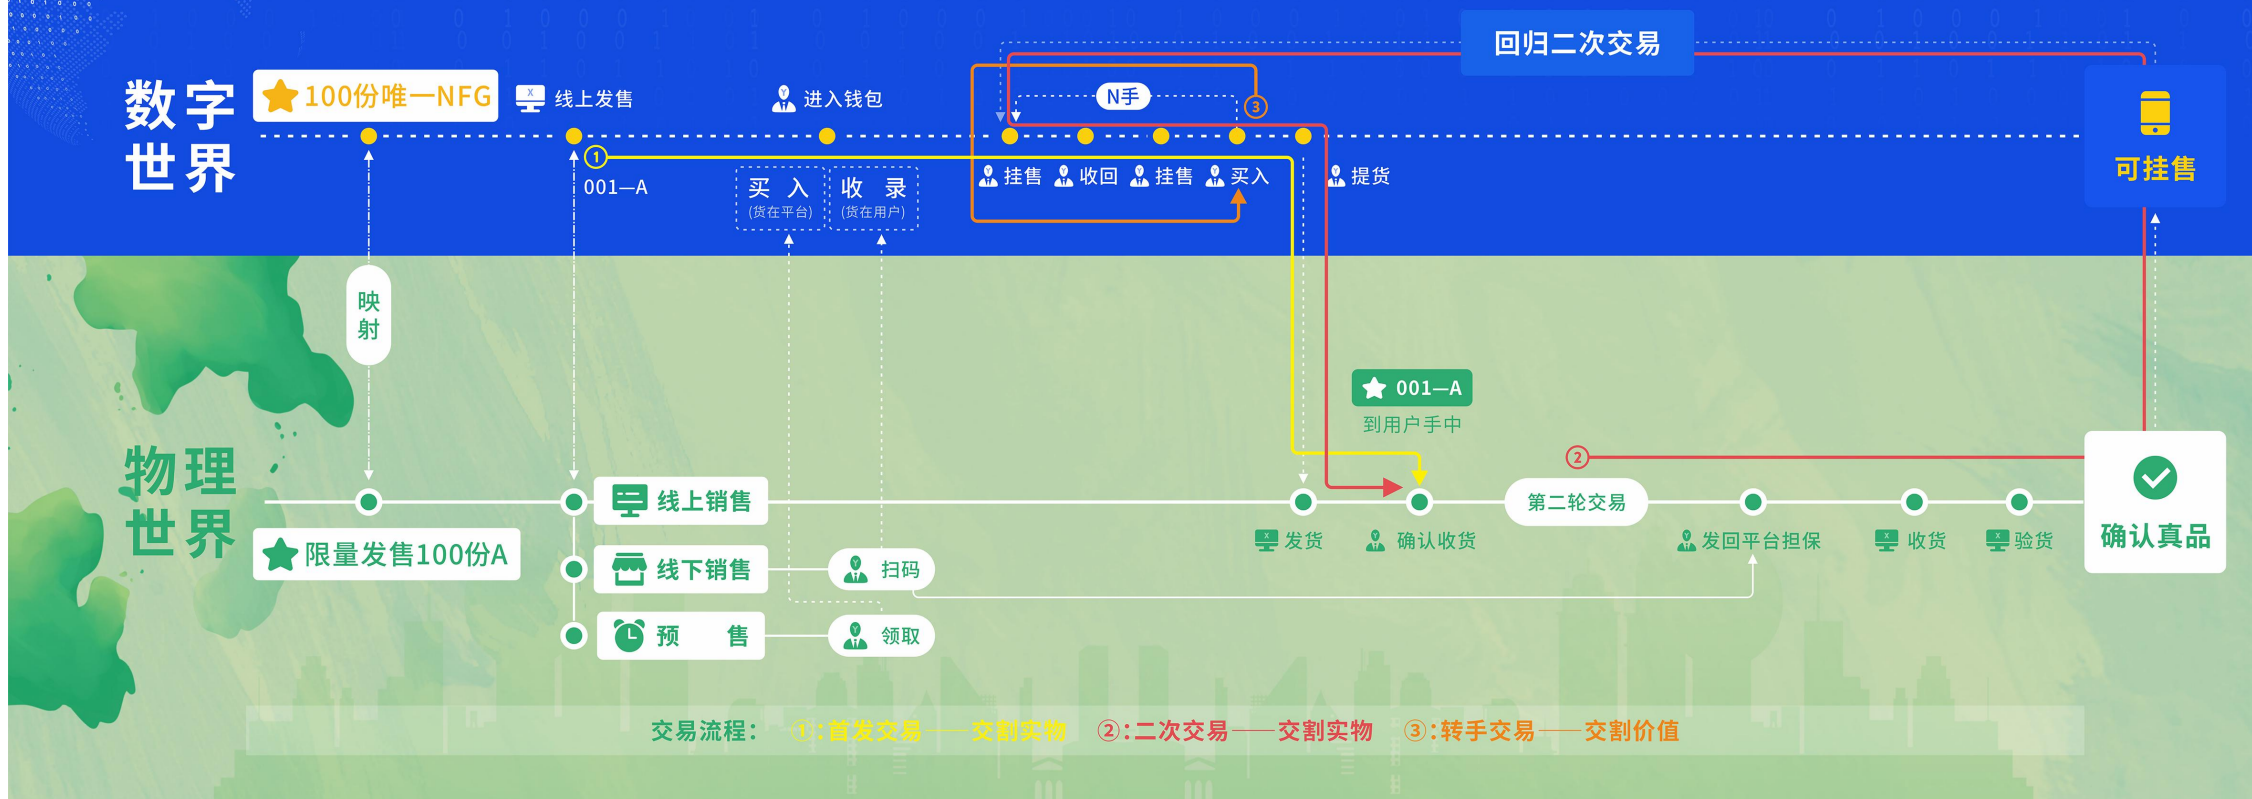 回归二次交易
数字
世界
100份唯一NFG
X 线上发售
Y 进入钱包
N手
3
1
001—A
买 入
(货在平台)
收 录
(货在用户)
Y 挂售
Y 收回
Y 挂售
Y 买入
Y 提货
可挂售
映
射
001—A
到用户手中
2
物理
世界
线上销售
第二轮交易
限量发售100份A
X 发货
Y 确认收货
Y 发回平台担保
X 收货
X 验货
确认真品
线下销售
Y 扫码
预 售
Y 领取
交易流程: ①:首发交易——交割实物 ②:二次交易——交割实物 ③:转手交易——交割价值